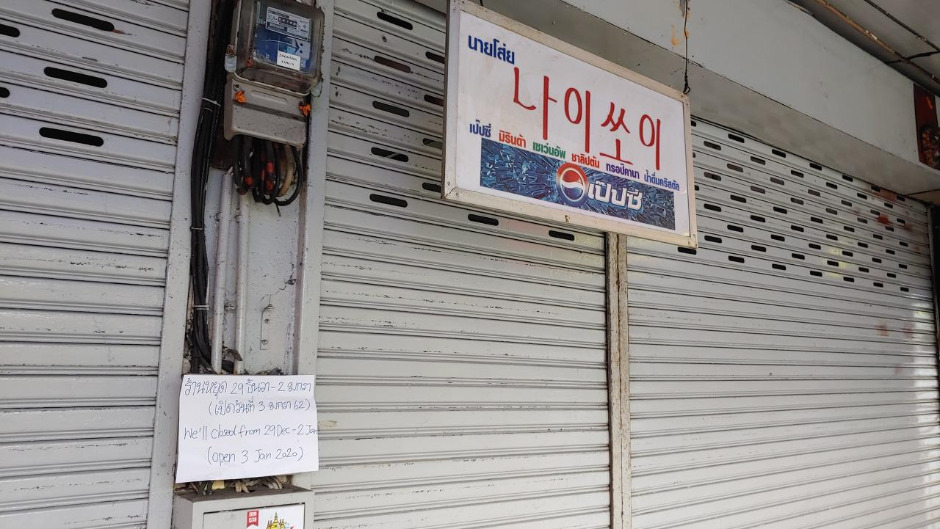 นายโส่ย
나이쏘이
เป๊ปซี่ มิรินด้า เซเว่นอัพ ชาลิปตัน ทรอปิคานา น้ำดื่มคริสตัล
เป๊ปซี่
ร้านหยุด 29 ธันวา - 2 มกรา
(เปิดวันที่ 3 มกรา 62)
We'll closed from 29 Dec - 2 Jan
(open 3 Jan 2020)